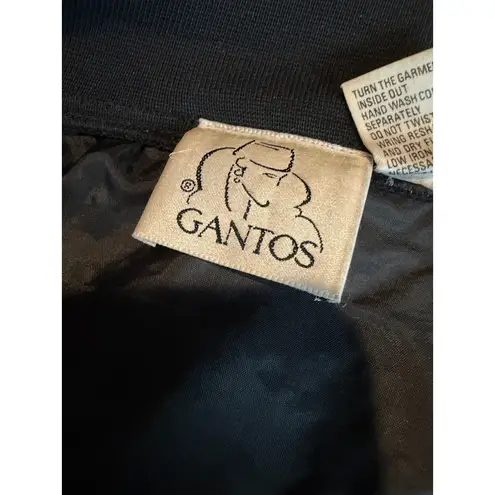 ® GANTOS
TURN THE GARME
INSIDE OUT
HAND WASH CO
SEPARATELY
DO NOT TWIST
WRING RESH
AND DRY F
LOW IRON
NECESSA